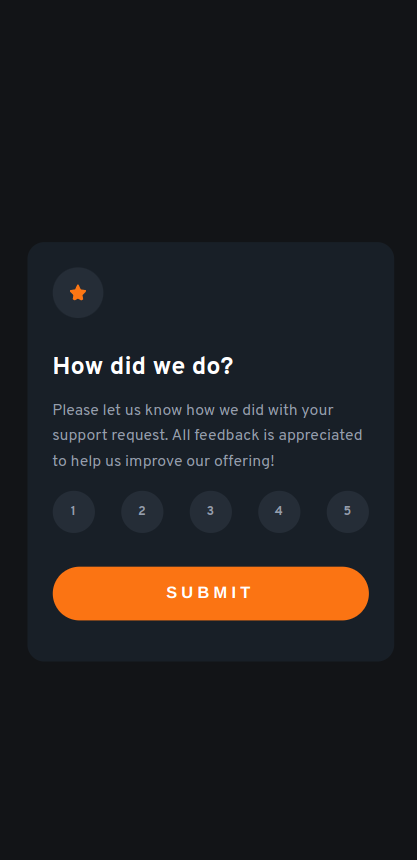 How did we do?
Please let us know how we did with your
support request. All feedback is appreciated
to help us improve our offering!
1 2 3 4 5
SUBMIT